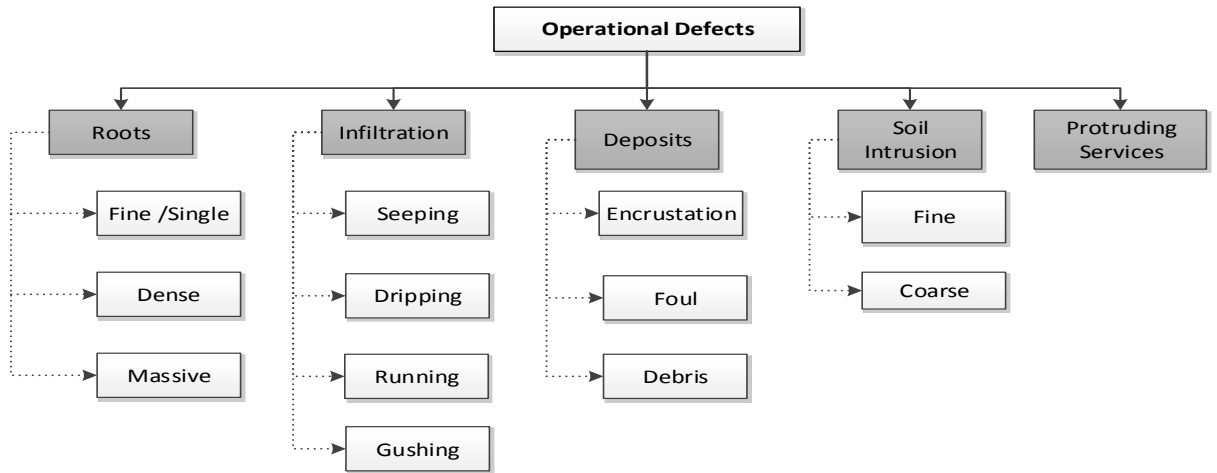 Operational Defects
Roots
Infiltration
Deposits
Soil
Intrusion
Protruding
Services
Fine /Single
Seeping
Encrustation
Fine
Dense
Dripping
Foul
Coarse
Massive
Running
Debris
Gushing